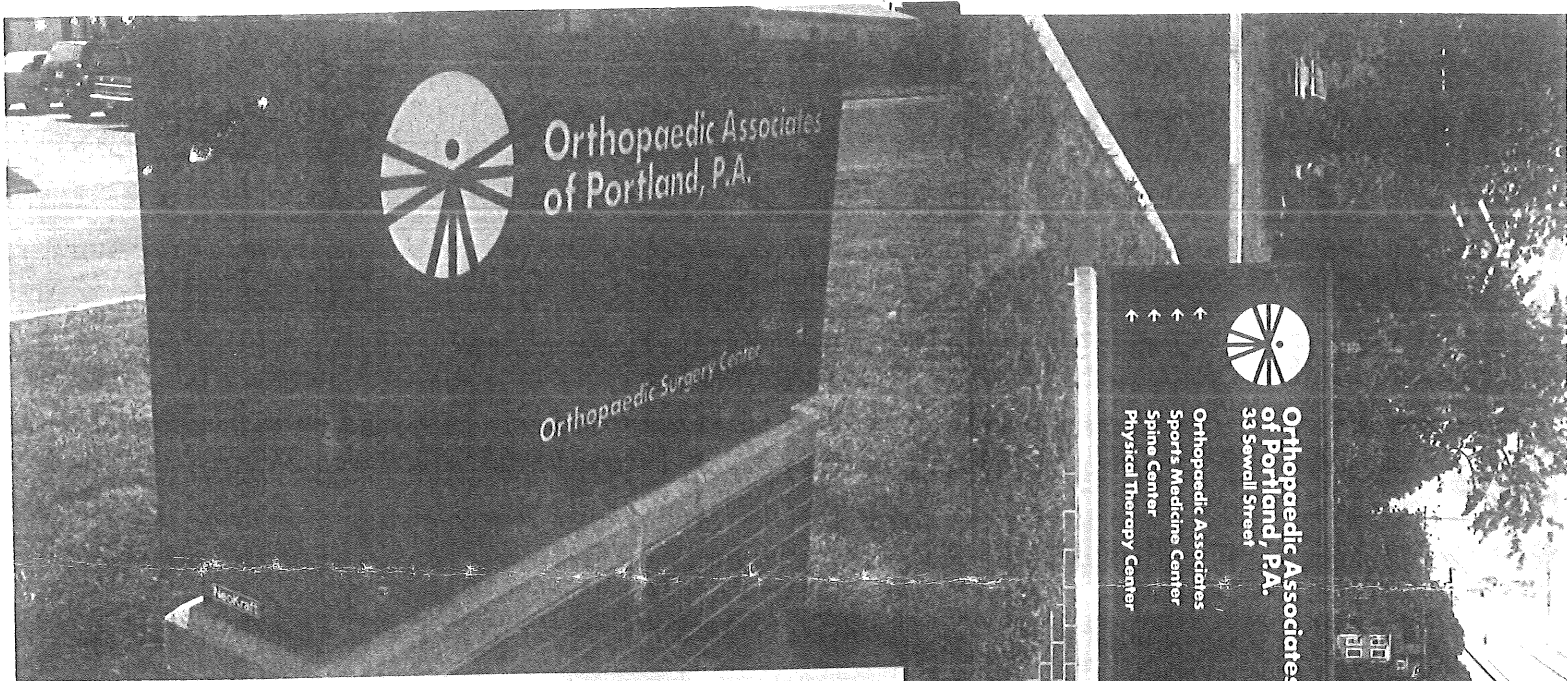 Orthopaedic Associates
of Portland, P.A.
Orthopaedic Surgery Center
NeoKraft
Orthopaedic Associates
of Portland, P.A.
33 Sewall Street
← Orthopaedic Associates
← Sports Medicine Center
← Spine Center
← Physical Therapy Center